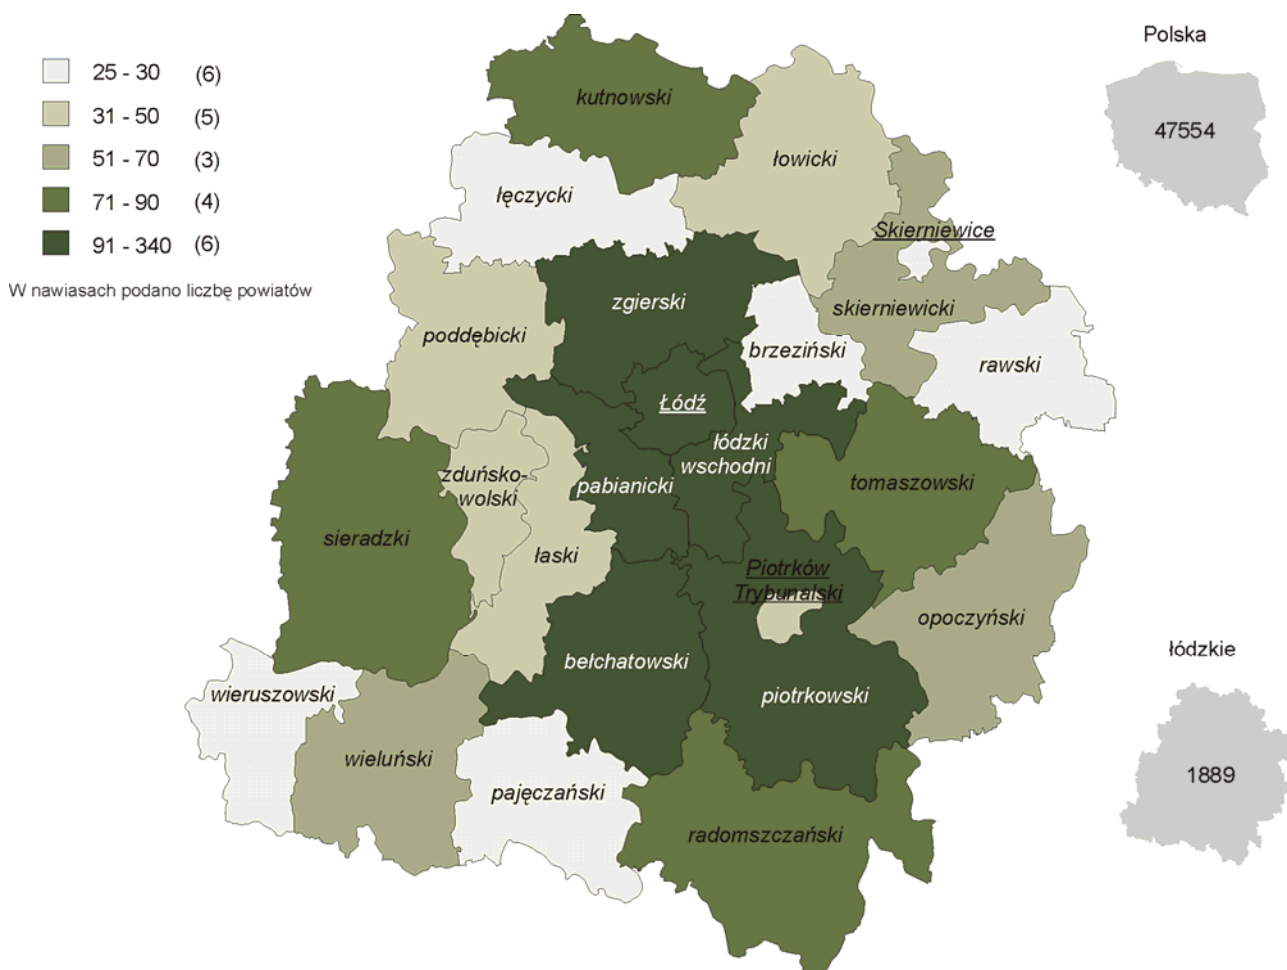 Polska
47554
25 - 30 (6)
31 - 50 (5)
51 - 70 (3)
71 - 90 (4)
91 - 340 (6)
W nawiasach podano liczbę powiatów
kutnowski
łowicki
łęczycki
Skierniewice
zgierski
skierniewicki
poddębicki
brzeziński
rawski
Łódź
łódzki
wschodni
zduńsko-
wolski
pabianicki
tomaszowski
sieradzki
łaski
Piotrków
Trybunalski
opoczyński
bełchatowski
piotrkowski
wieruszowski
wieluński
pajęczański
radomszczański
łódzkie
1889